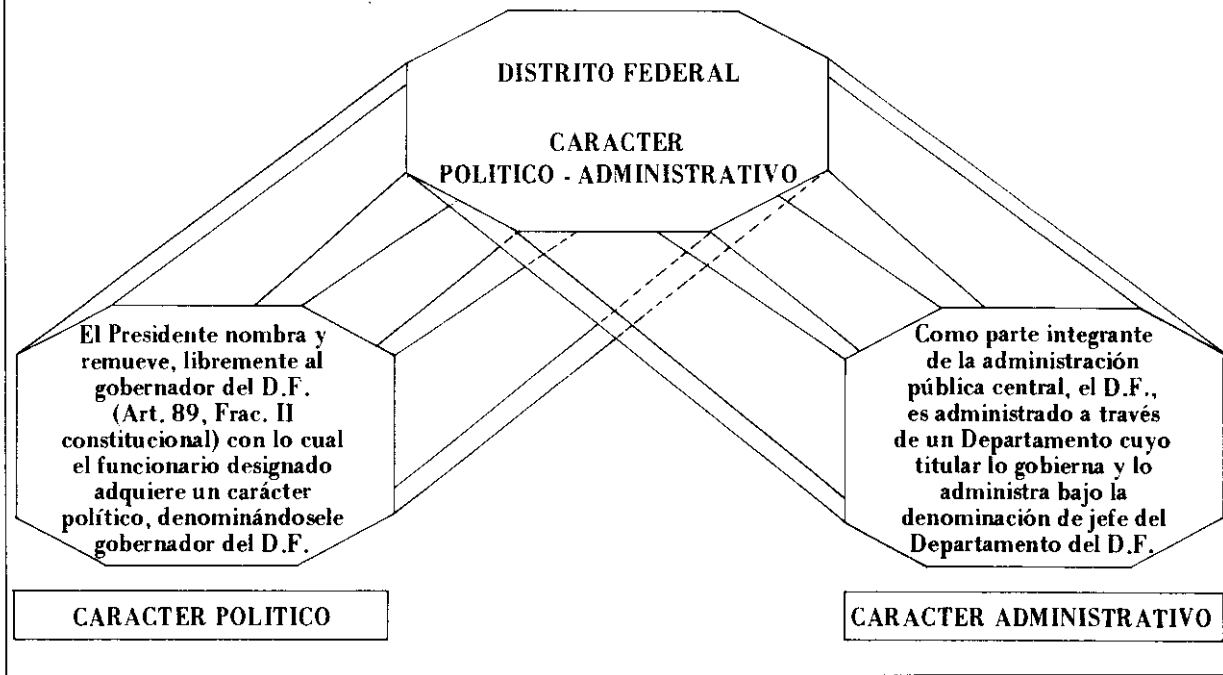 DISTRITO FEDERAL
CARACTER
POLITICO - ADMINISTRATIVO
El Presidente nombra y
remueve, libremente al
gobernador del D.F.
(Art. 89, Frac. II
constitucional) con lo cual
el funcionario designado
adquiere un carácter
político, denominándosele
gobernador del D.F.
CARACTER POLITICO
Como parte integrante
de la administración
pública central, el D.F.,
es administrado a través
de un Departamento cuyo
titular lo gobierna y lo
administra bajo la
denominación de jefe del
Departamento del D.F.
CARACTER ADMINISTRATIVO